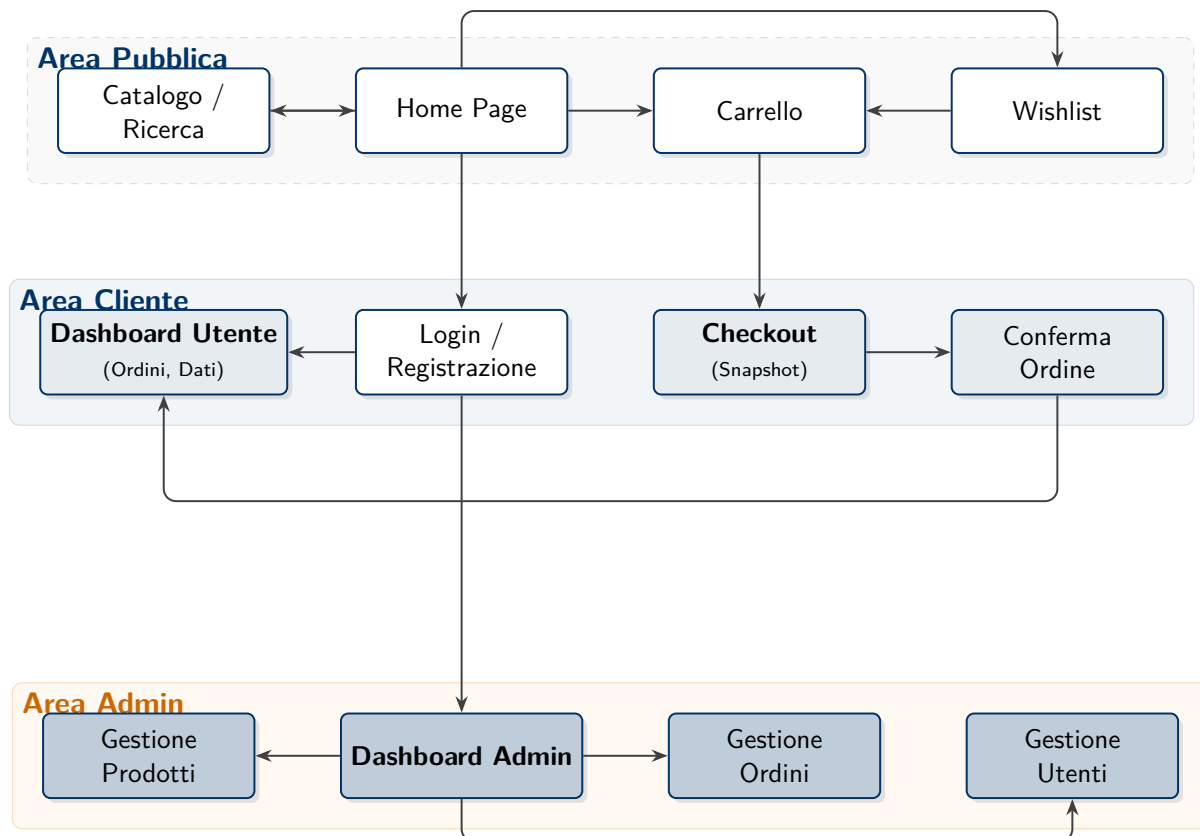 Area Pubblica
Catalogo /
Ricerca
Home Page
Carrello
Wishlist
Area Cliente
Dashboard Utente
(Ordini, Dati)
Login /
Registrazione
Checkout
(Snapshot)
Conferma
Ordine
Area Admin
Gestione
Prodotti
Dashboard Admin
Gestione
Ordini
Gestione
Utenti